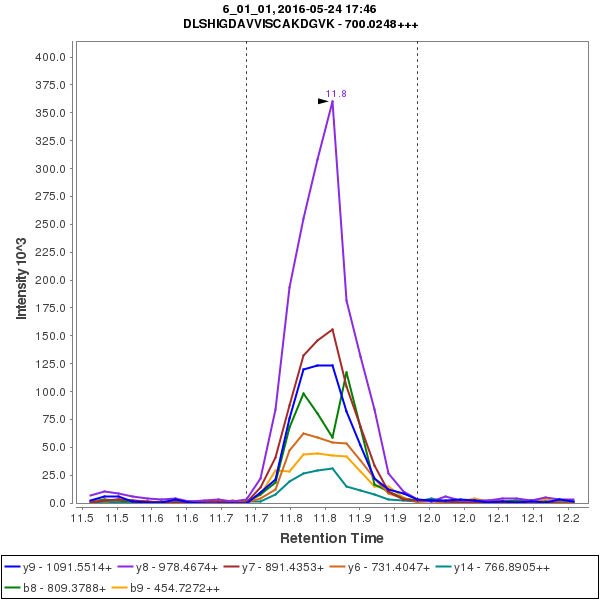 6_01_01, 2016-05-24 17:46
DLSHIGDAVVISCAKDGVK - 700.0248+++
400.0
375.0
350.0
325.0
300.0
275.0
250.0
225.0
200.0
175.0
150.0
125.0
100.0
75.0
50.0
25.0
0.0
Intensity 10^3
11.8
11.5 11.5 11.6 11.6 11.7 11.7 11.8 11.8 11.9 11.9 12.0 12.0 12.1 12.1 12.2
Retention Time
y9 - 1091.5514+ y8 - 978.4674+ y7 - 891.4353+ y6 - 731.4047+ y14 - 766.8905++
b8 - 809.3788+ b9 - 454.7272++